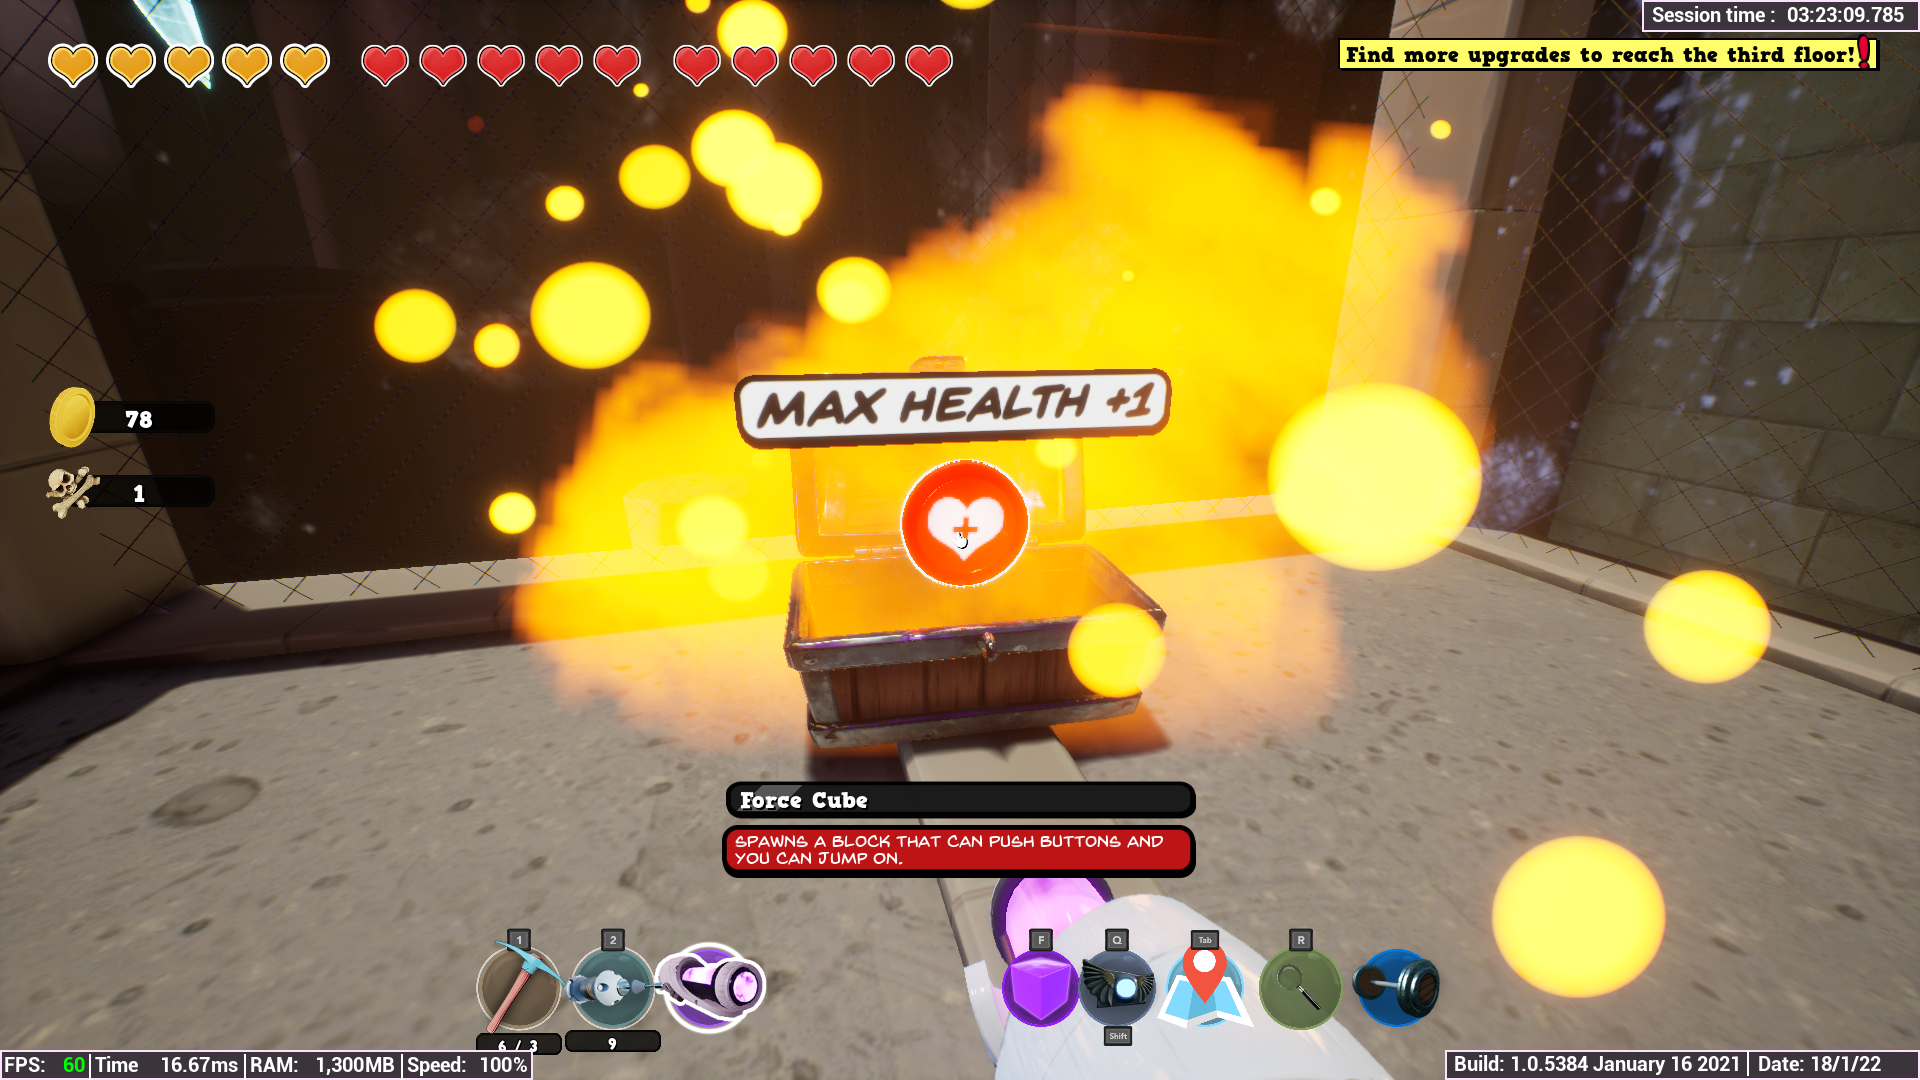 Session time : 03:23:09.785
Find more upgrades to reach the third floor!
78
1
MAX HEALTH +1
Force Cube
SPAWNS A BLOCK THAT CAN PUSH BUTTONS AND
YOU CAN JUMP ON.
1
2
F
Q
Tab
R
Shift
6 / 3
9
FPS: 60 Time 16.67ms RAM: 1,300MB Speed: 100%
Build: 1.0.5384 January 16 2021 Date: 18/1/22